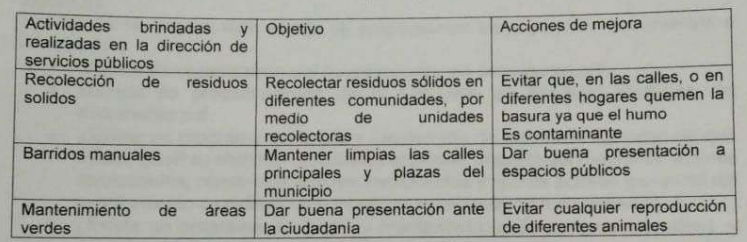 Actividades brindadas y
realizadas en la dirección de
servicios públicos
Objetivo
Acciones de mejora
Recolección de residuos
solidos
Recolectar residuos sólidos en
diferentes comunidades, por
medio de unidades
recolectoras
Evitar que, en las calles, o en
diferentes hogares quemen la
basura ya que el humo
Es contaminante
Barridos manuales
Mantener limpias las calles
principales y plazas del
municipio
Dar buena presentación a
espacios públicos
Mantenimiento de áreas
verdes
Dar buena presentación ante
la ciudadanía
Evitar cualquier reproducción
de diferentes animales